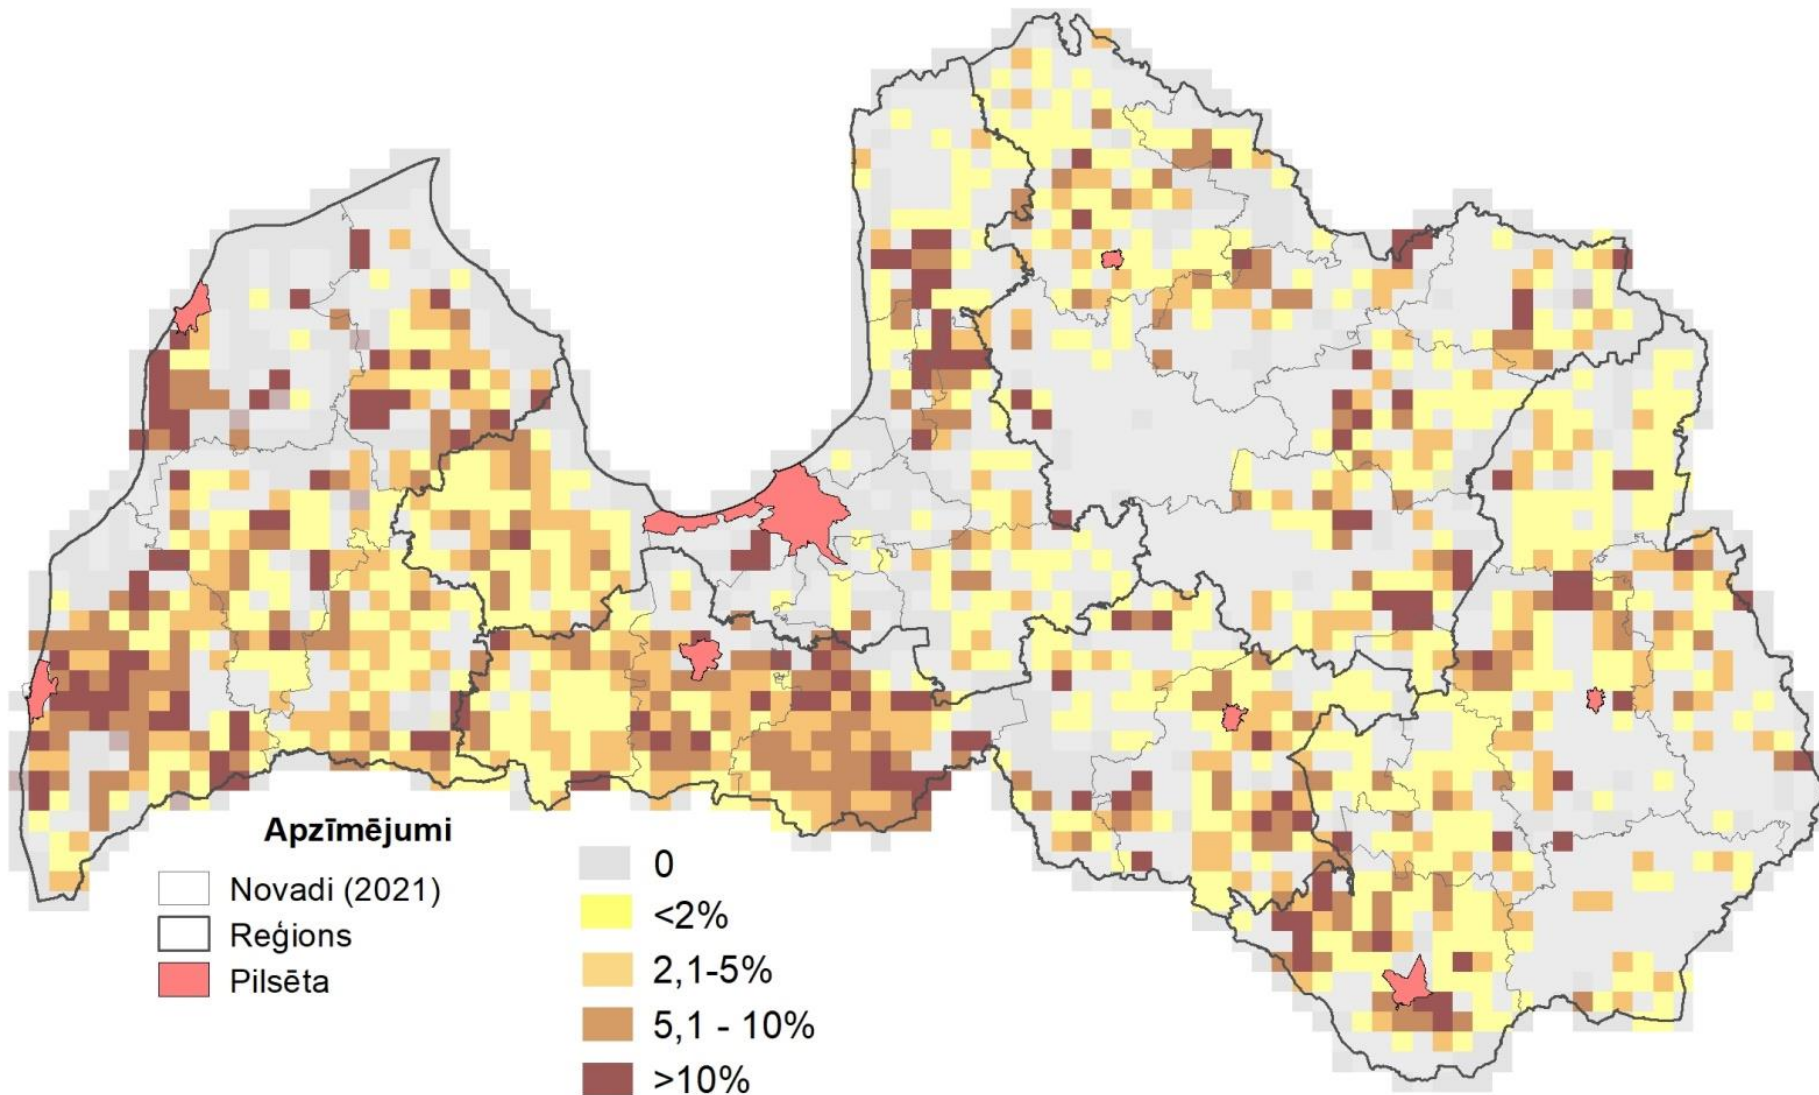 Apzīmējumi
Novadi (2021)
Reģions
Pilsēta
0
<2%
2,1-5%
5,1 - 10%
>10%